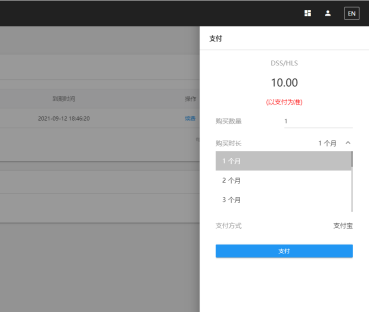 EN
支付
DSS/HLS
10.00
(以支付为准)
到期时间
操作
购买数量 1
2021-09-12 18:46:20
购买时长 1 个月
1 个月
2 个月
3 个月
支付方式 支付宝
支付